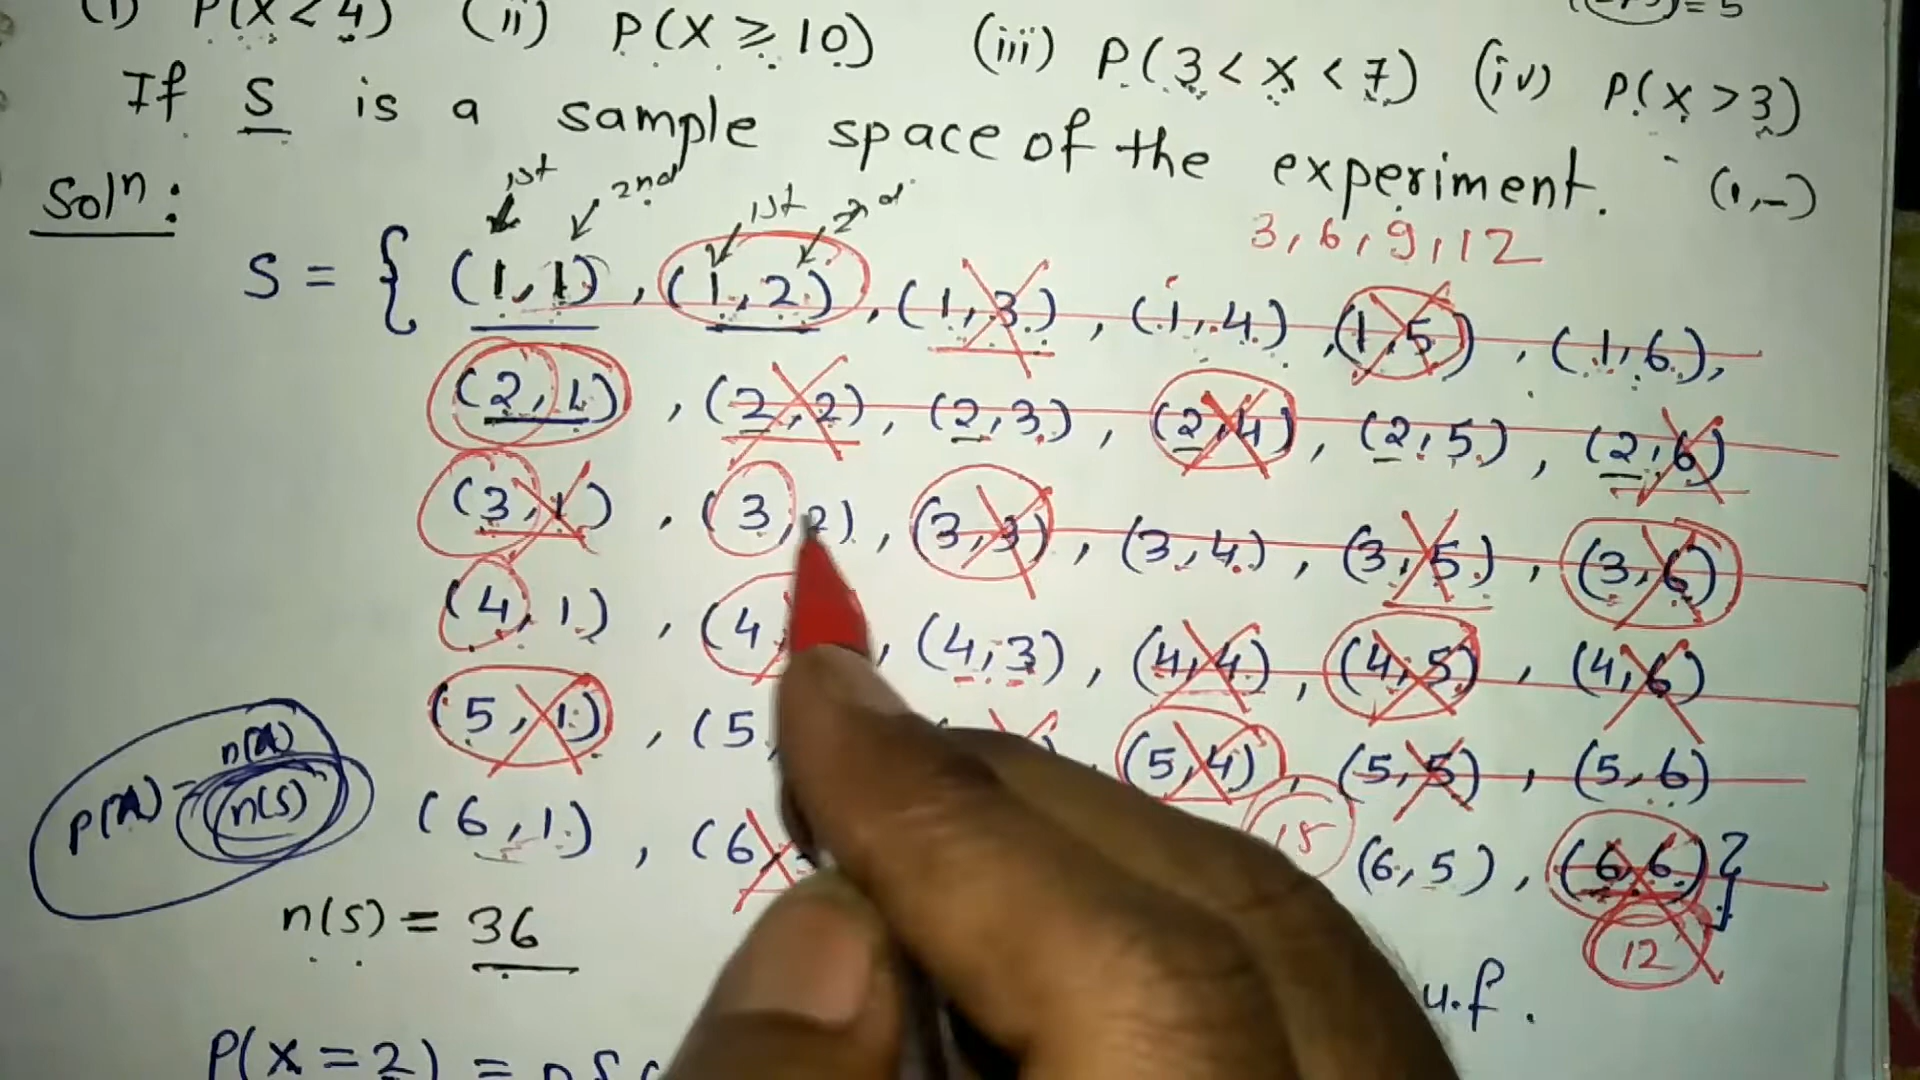 (i) P(X < 4) (ii) P(X ≥ 10) (iii) P(3 < x < 7) (iv) P(x > 3)
= 5
If S is a sample space of the experiment. (1,-)
Solⁿ: 1st 2nd 1st 2nd 3, 6, 9, 12
S = { (1,1), (1,2), (1,3), (1,4), (1,5), (1,6),
(2,1), (2,2), (2,3), (2,4), (2,5), (2,6)
(3,1), (3,2), (3,3), (3,4), (3,5), (3,6)
(4,1), (4, , (4,3), (4,4), (4,5), (4,6)
(5,1), (5, , (5,4), (5,5), (5,6)
(6,1), (6, 15 (6,5), (6,6)}
n(S)
12
n(S) = 36
u.f.
P(X = 2) =